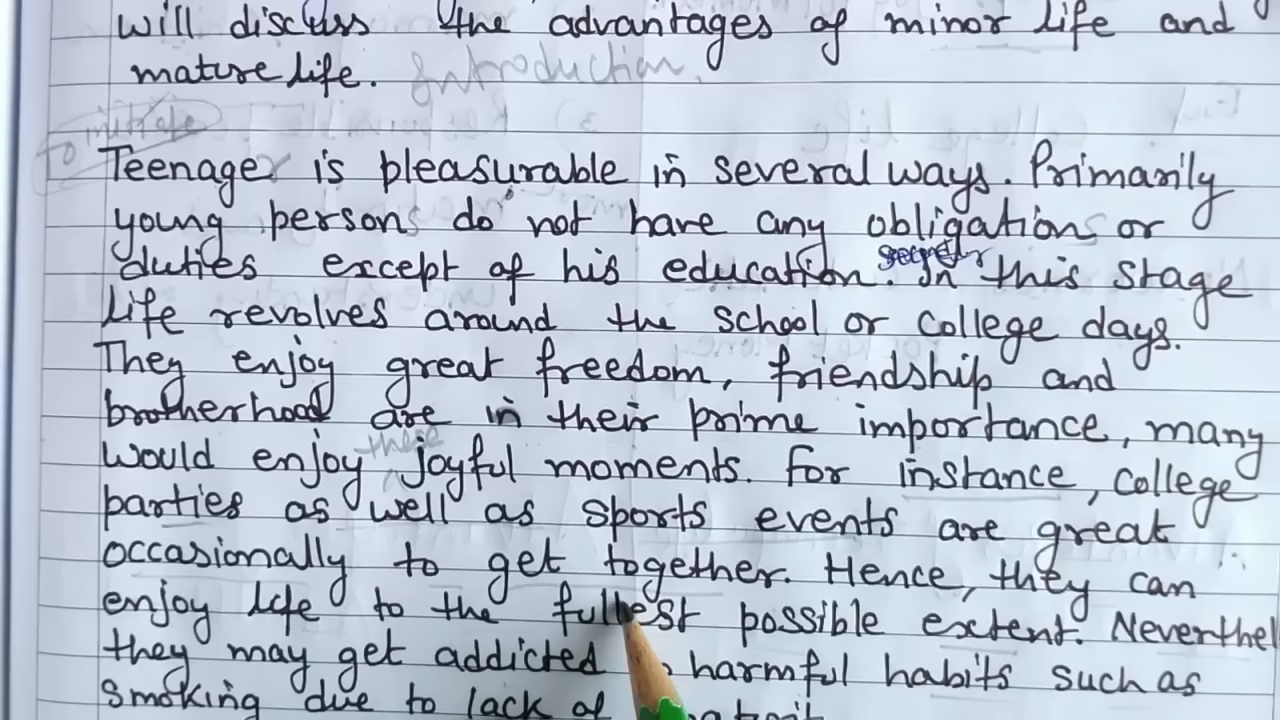 will discuss the advantages of minor life and
mature life. Introduction.
Teenage is pleasurable in several ways. Primarily
young persons do not have any obligations or
duties except of his education. In this stage
life revolves around the school or college days.
They enjoy great freedom, friendship and
brotherhood are in their prime importance, many
would enjoy these joyful moments. For instance, college
parties as well as sports events are great
occasionally to get together. Hence, they can
enjoy life to the fullest possible extent. Neverthel
they may get addicted harmful habits such as
smoking due to lack of